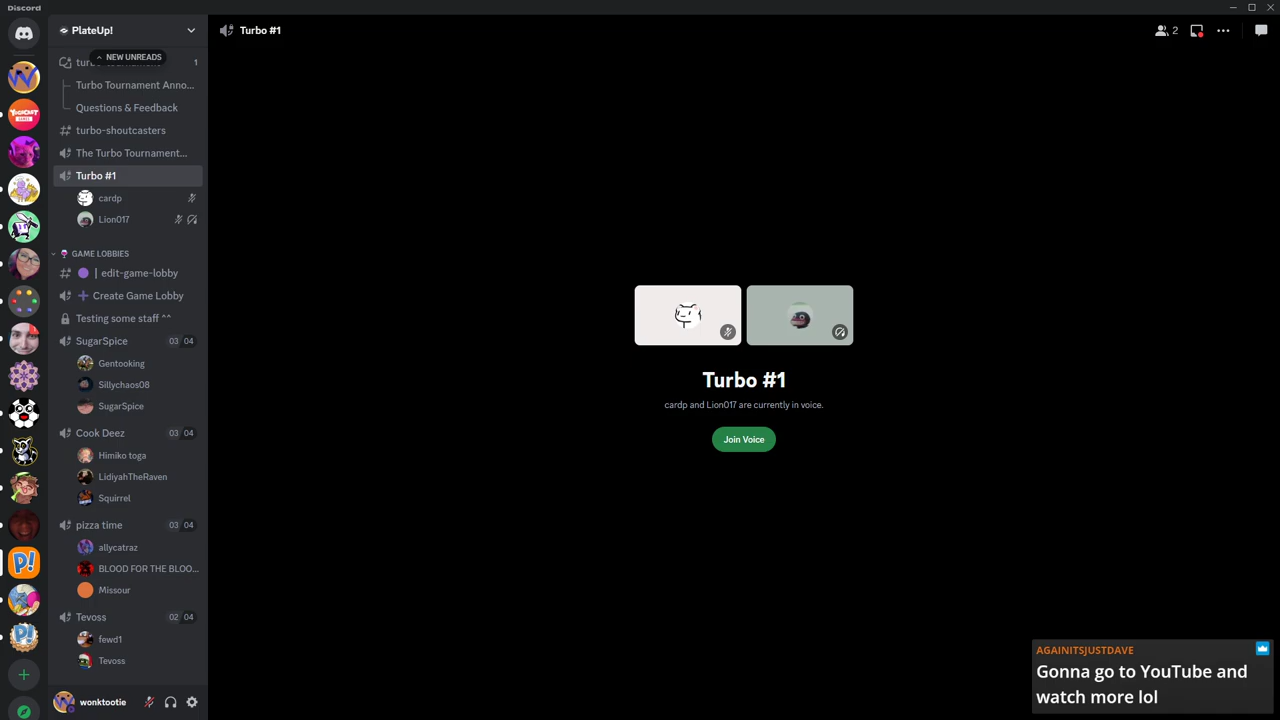 Discord
PlateUp!
NEW UNREADS
1
Turbo Tournament Anno...
Questions & Feedback
turbo-shoutcasters
The Turbo Tournament...
Turbo #1
cardp
Lion017
GAME LOBBIES
| edit-game-lobby
Create Game Lobby
Testing some staff ^^
SugarSpice 03 04
Gentooking
Sillychaos08
SugarSpice
Cook Deez 03 04
Himiko toga
LidiyahTheRaven
Squirrel
pizza time 03 04
allycatraz
BLOOD FOR THE BLOO...
Missour
Tevoss 02 04
fewd1
Tevoss
wonktootie
Turbo #1
2
Turbo #1
cardp and Lion017 are currently in voice.
Join Voice
AGAINITSJUSTDAVE
Gonna go to YouTube and
watch more lol